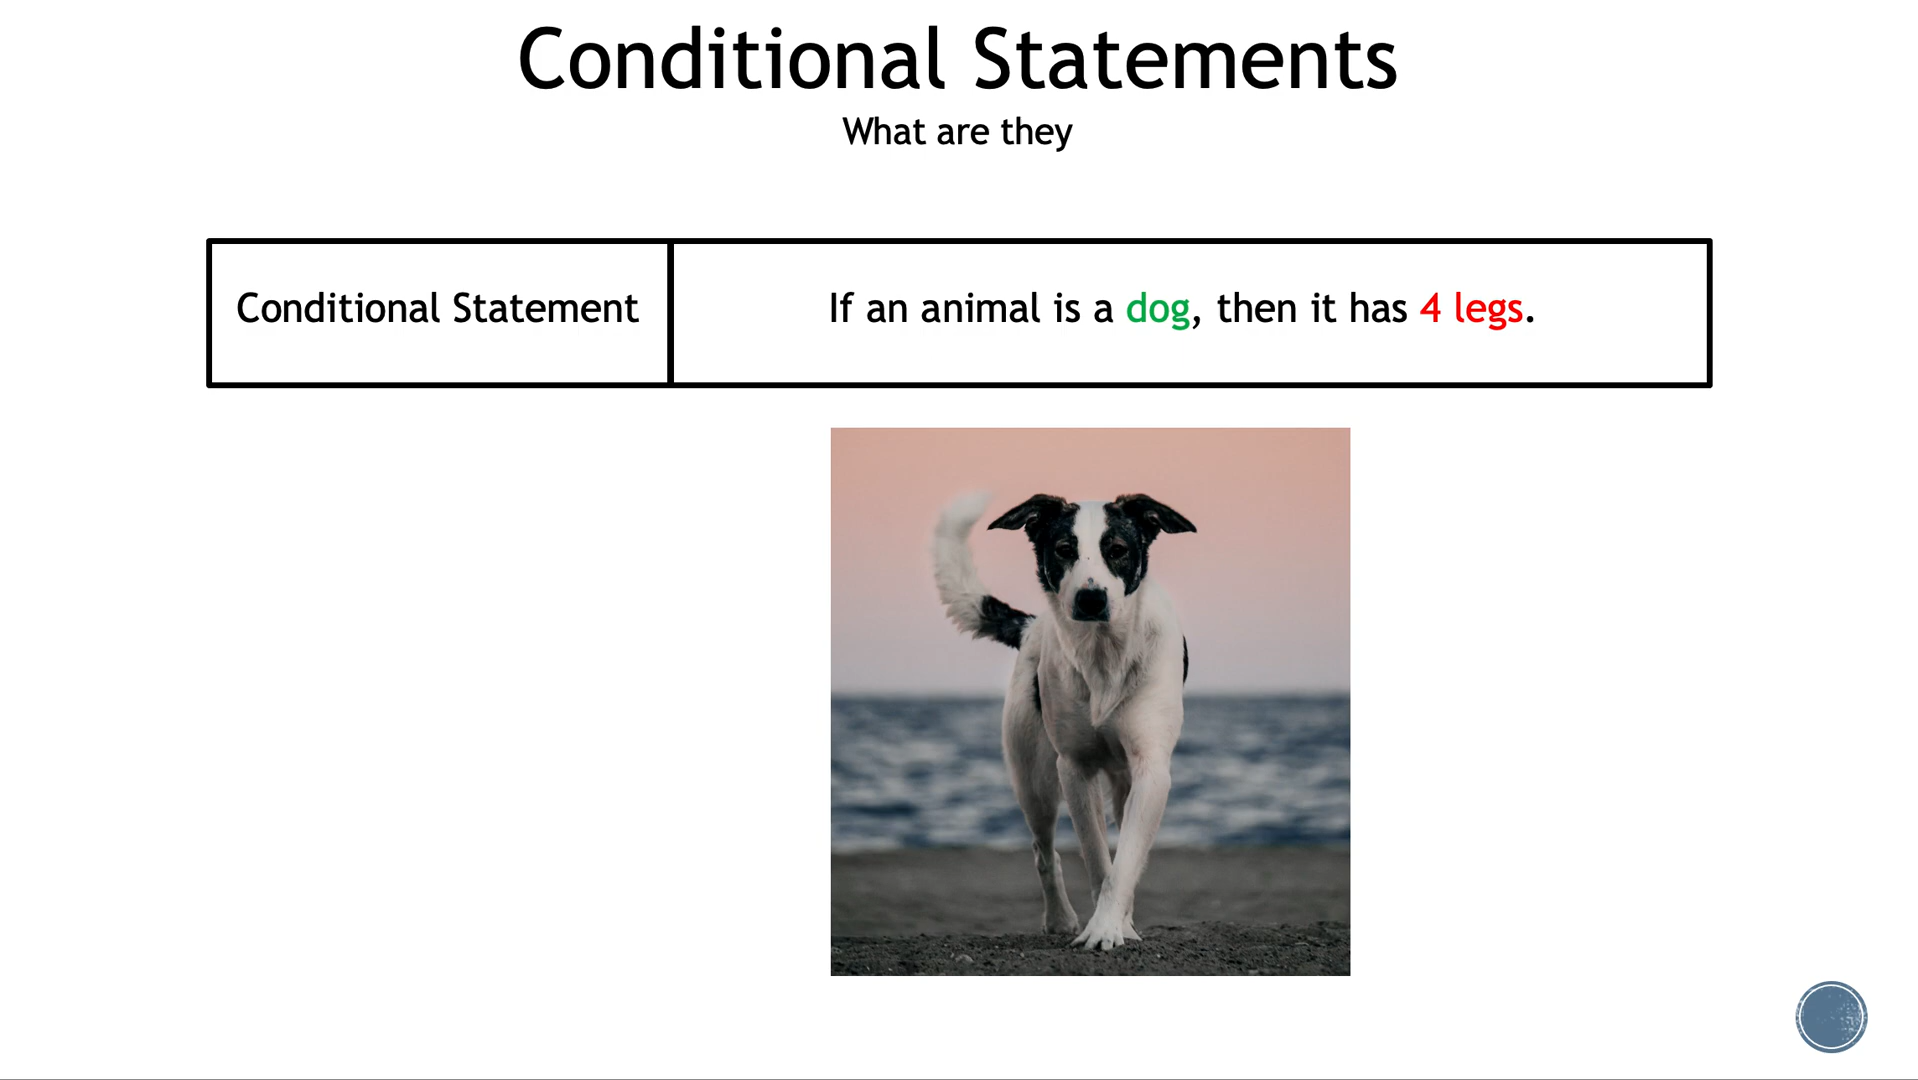 Conditional Statements
What are they
Conditional Statement
If an animal is a dog, then it has 4 legs.